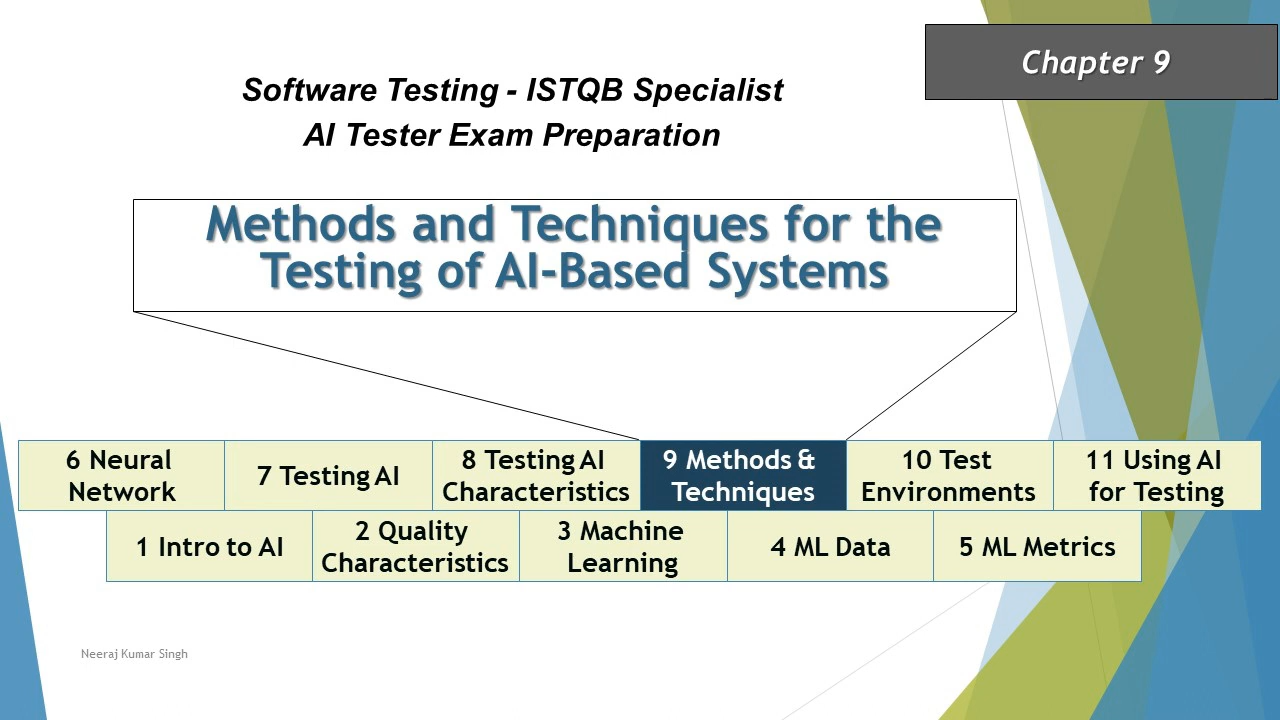 Chapter 9
Software Testing - ISTQB Specialist
AI Tester Exam Preparation
Methods and Techniques for the
Testing of AI-Based Systems
6 Neural
Network
7 Testing AI
8 Testing AI
Characteristics
9 Methods &
Techniques
10 Test
Environments
11 Using AI
for Testing
1 Intro to AI
2 Quality
Characteristics
3 Machine
Learning
4 ML Data
5 ML Metrics
Neeraj Kumar Singh